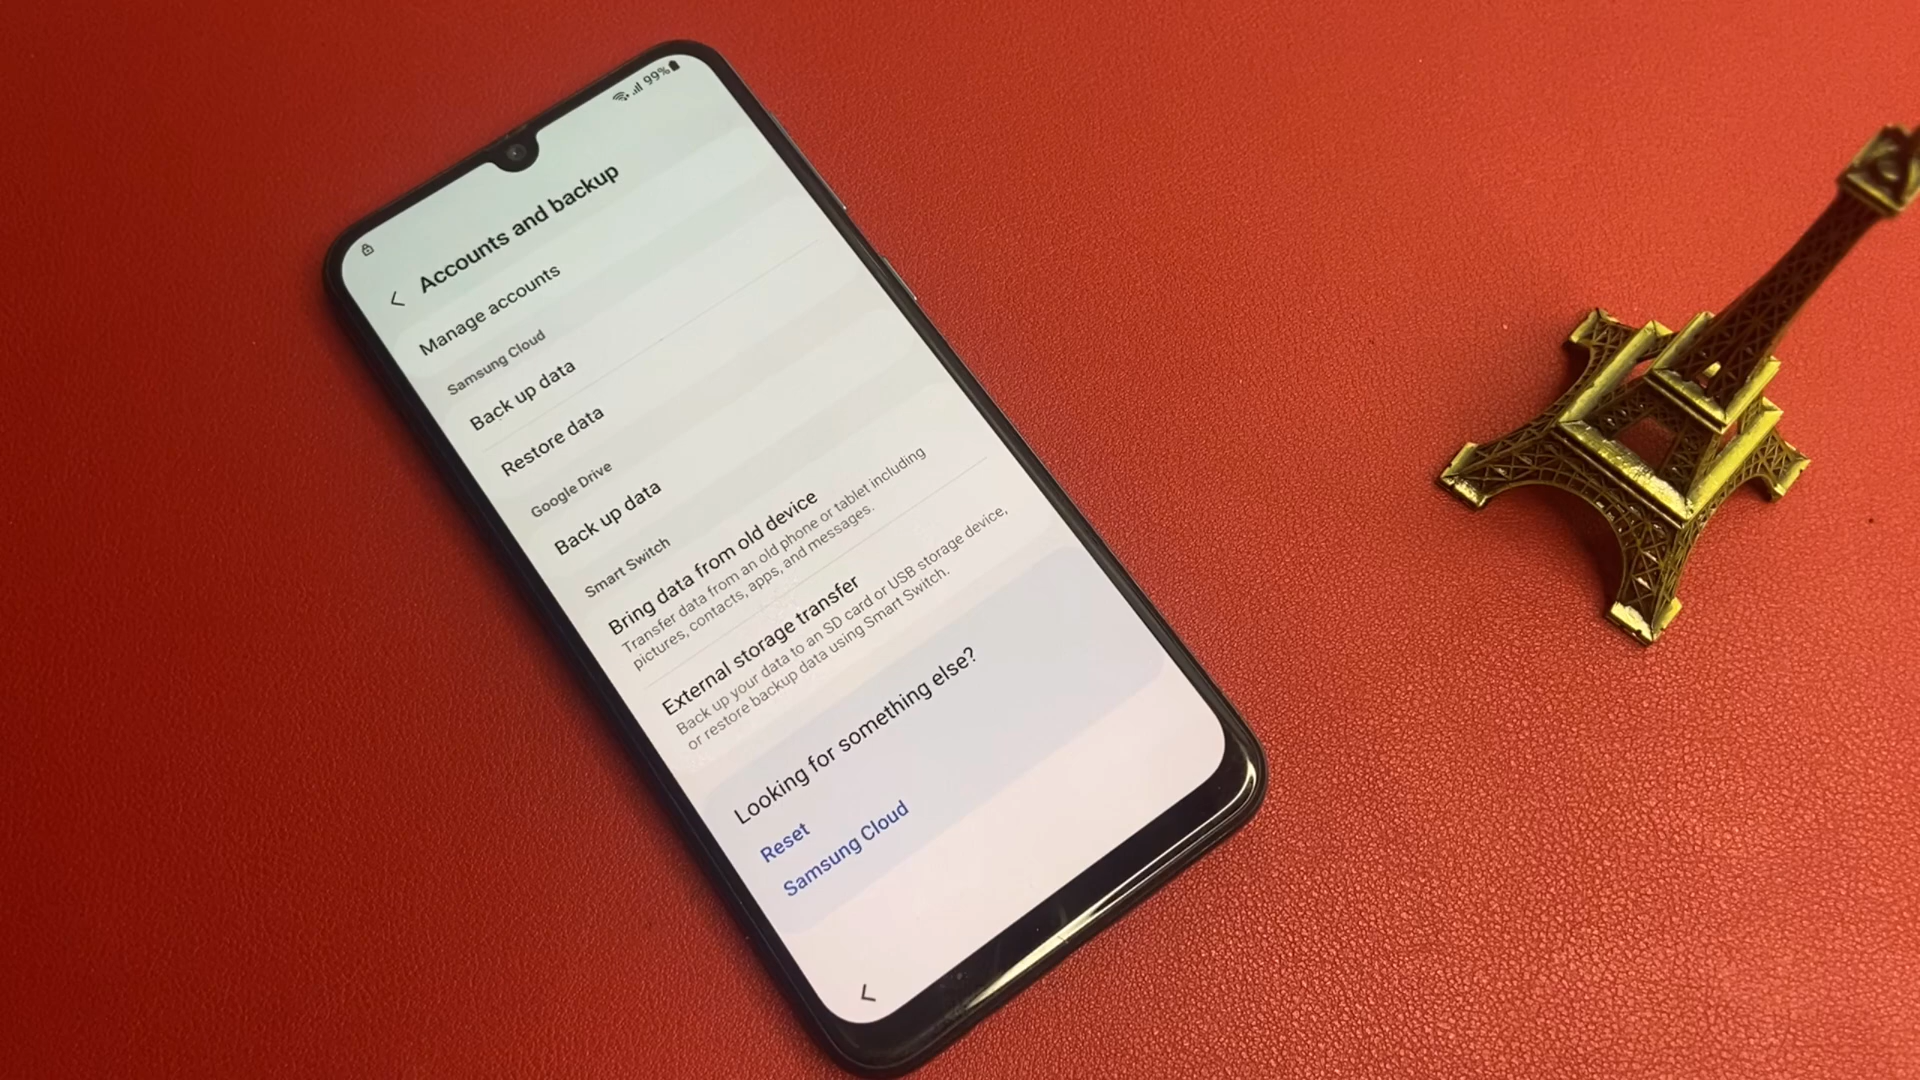 99%
Accounts and backup
Manage accounts
Samsung Cloud
Back up data
Restore data
Google Drive
Back up data
Smart Switch
Bring data from old device
Transfer data from an old phone or tablet including
pictures, contacts, apps, and messages.
External storage transfer
Back up your data to an SD card or USB storage device,
or restore backup data using Smart Switch.
Looking for something else?
Reset
Samsung Cloud